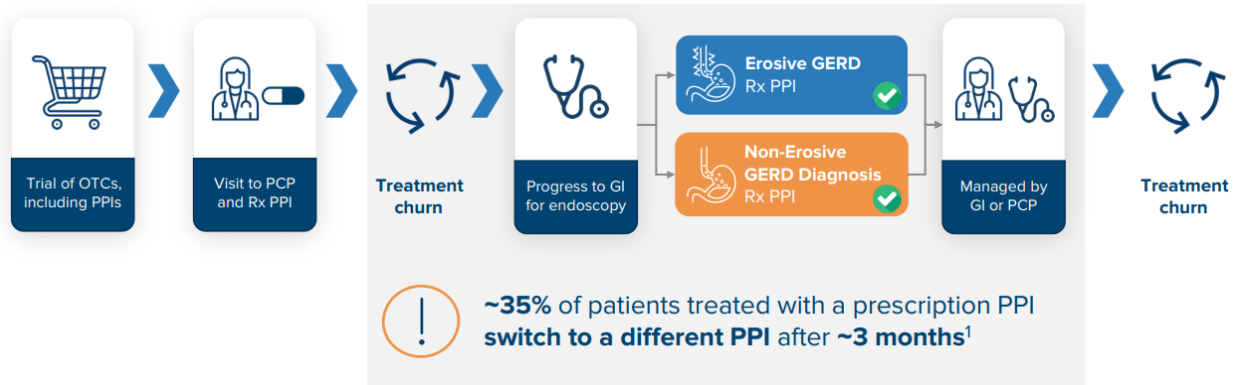 Trial of OTCs,
including PPIs
Visit to PCP
and Rx PPI
Treatment
churn
Progress to GI
for endoscopy
Erosive GERD
Rx PPI
Non-Erosive
GERD Diagnosis
Rx PPI
Managed by
GI or PCP
Treatment
churn
~35% of patients treated with a prescription PPI
switch to a different PPI after ~3 months¹